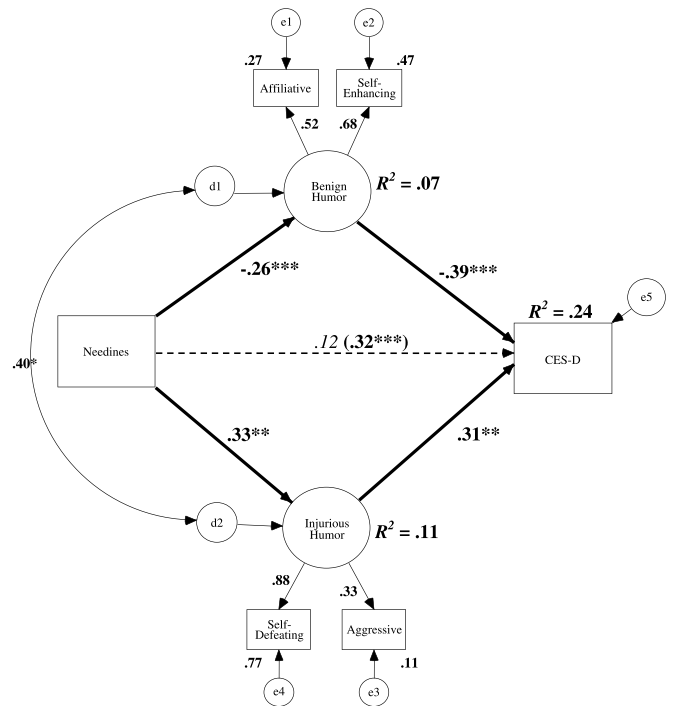 e1
e2
.27
.47
Affiliative
Self-
Enhancing
.52
.68
d1
Benign
Humor
R² = .07
-.26***
-.39***
e5
R² = .24
Needines
.12 (.32***)
CES-D
.40*
.33**
.31**
d2
Injurious
Humor
R² = .11
.88
.33
Self-
Defeating
Aggressive
.77
.11
e4
e3